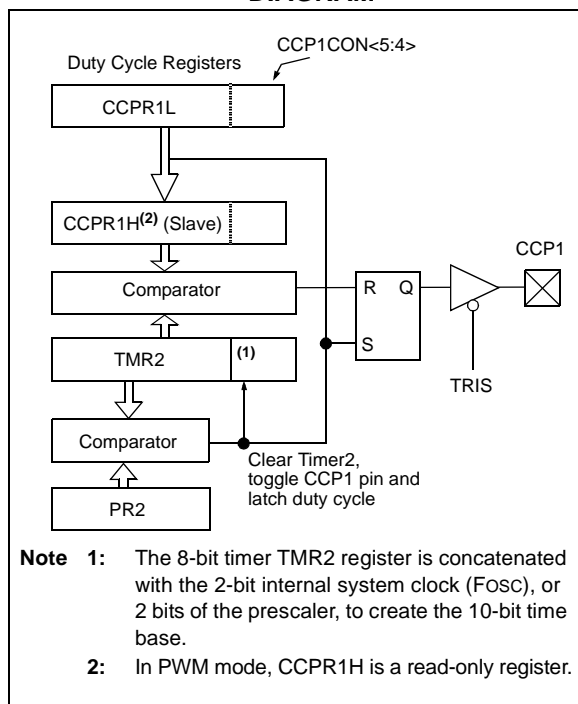 Duty Cycle Registers
CCP1CON<5:4>
CCPR1L
CCPR1H(2) (Slave)
CCP1
Comparator
R Q
TMR2
(1)
S
TRIS
Comparator
Clear Timer2,
toggle CCP1 pin and
latch duty cycle
PR2
Note 1: The 8-bit timer TMR2 register is concatenated
with the 2-bit internal system clock (FOSC), or
2 bits of the prescaler, to create the 10-bit time
base.
2: In PWM mode, CCPR1H is a read-only register.